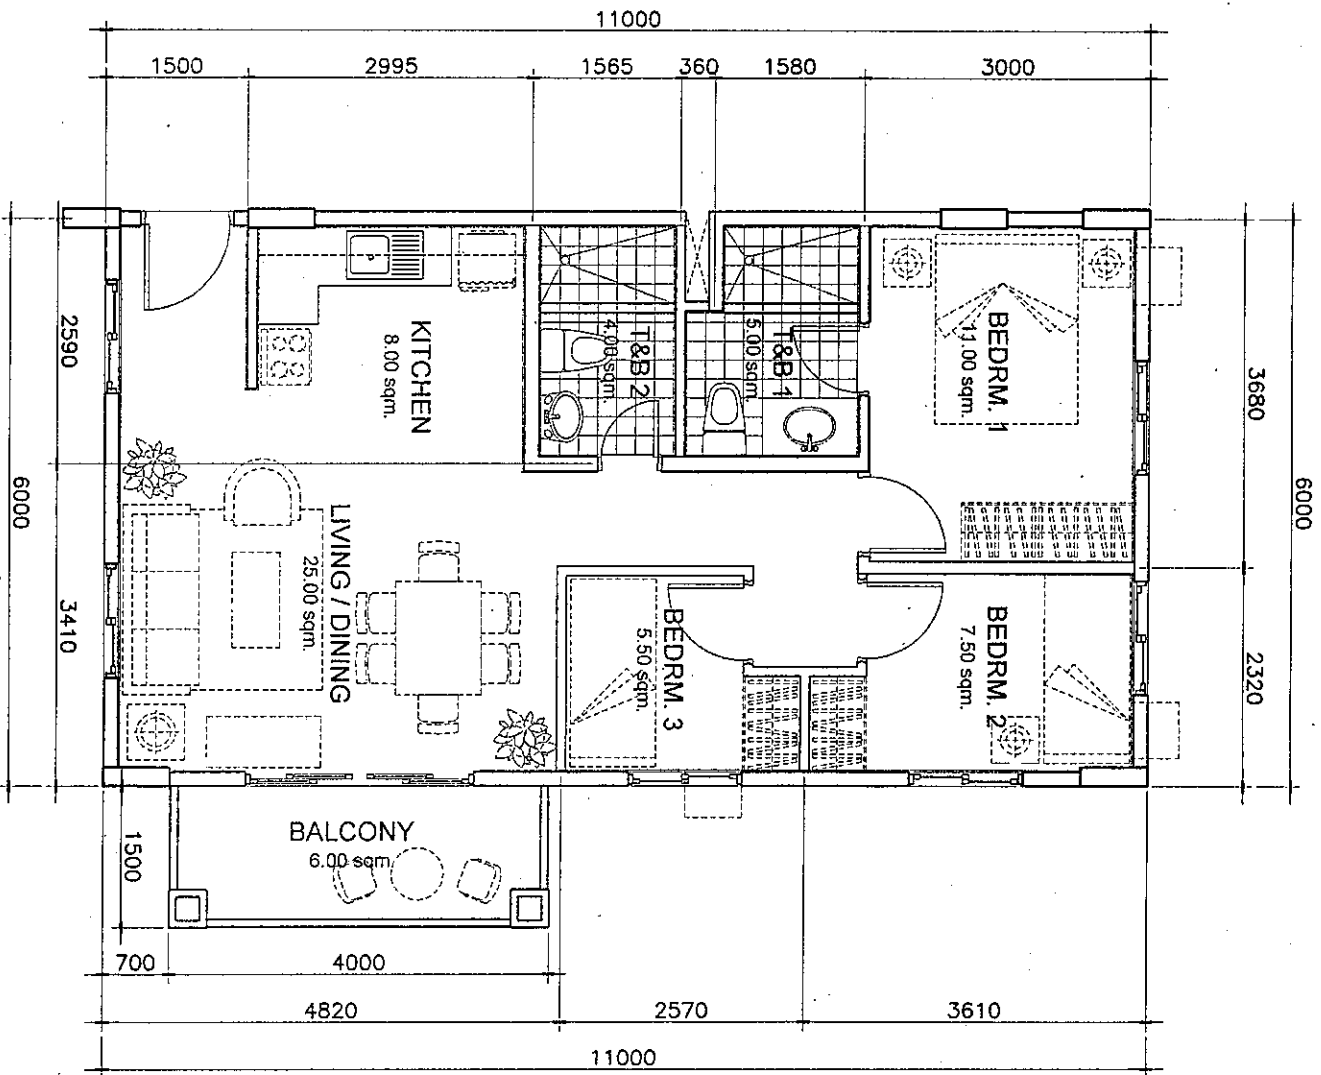 11000
1500 2995 1565 360 1580 3000
2590
3410
6000
3680
2320
6000
KITCHEN
8.00 sqm.
T&B 2
4.00 sqm.
T&B 1
5.00 sqm.
BEDRM. 1
11.00 sqm.
LIVING / DINING
25.00 sqm.
BEDRM. 3
5.50 sqm.
BEDRM. 2
7.50 sqm.
BALCONY
6.00 sqm.
1500
700 4000
4820 2570 3610
11000